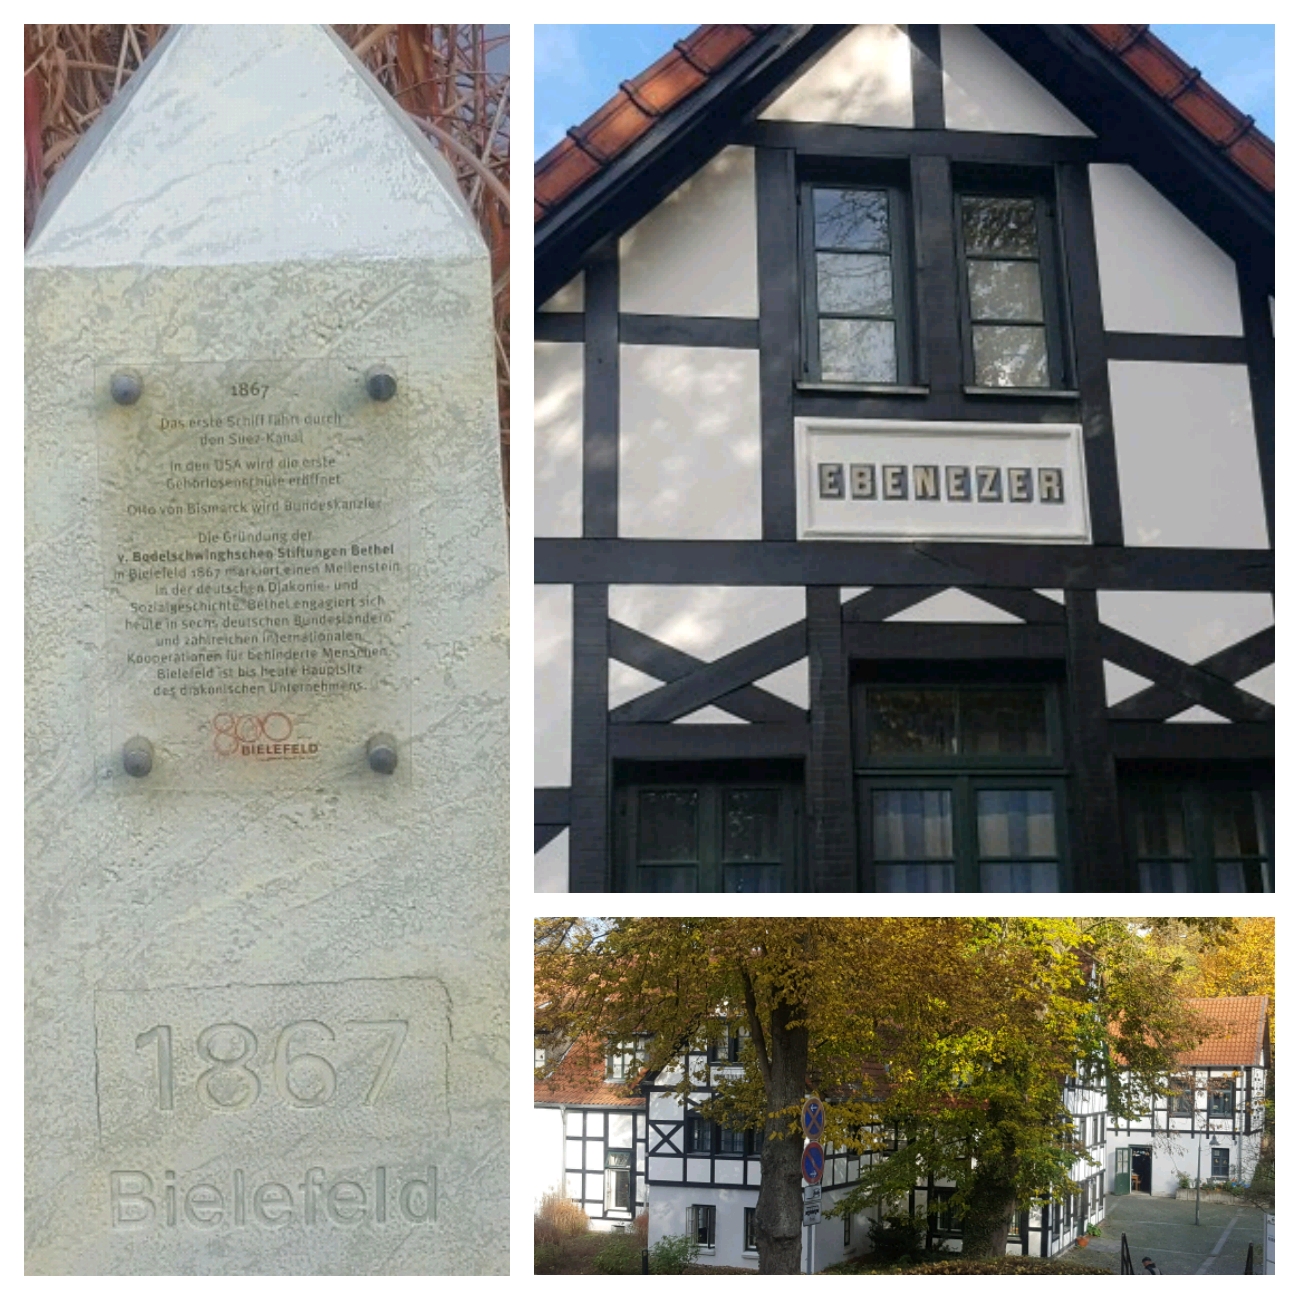 1867
Das erste Schiff fährt durch
den Suez-Kanal
In den USA wird die erste
Gehörlosenschule eröffnet
Otto von Bismarck wird Bundeskanzler
Die Gründung der
v. Bodelschwinghschen Stiftungen Bethel
in Bielefeld 1867 markiert einen Meilenstein
in der deutschen Diakonie- und
Sozialgeschichte. Bethel engagiert sich
heute in sechs deutschen Bundesländern
und zahlreichen internationalen
Kooperationen für behinderte Menschen.
Bielefeld ist bis heute Hauptsitz
des diakonischen Unternehmens.
800
BIELEFELD
1867
Bielefeld
EBENEZER